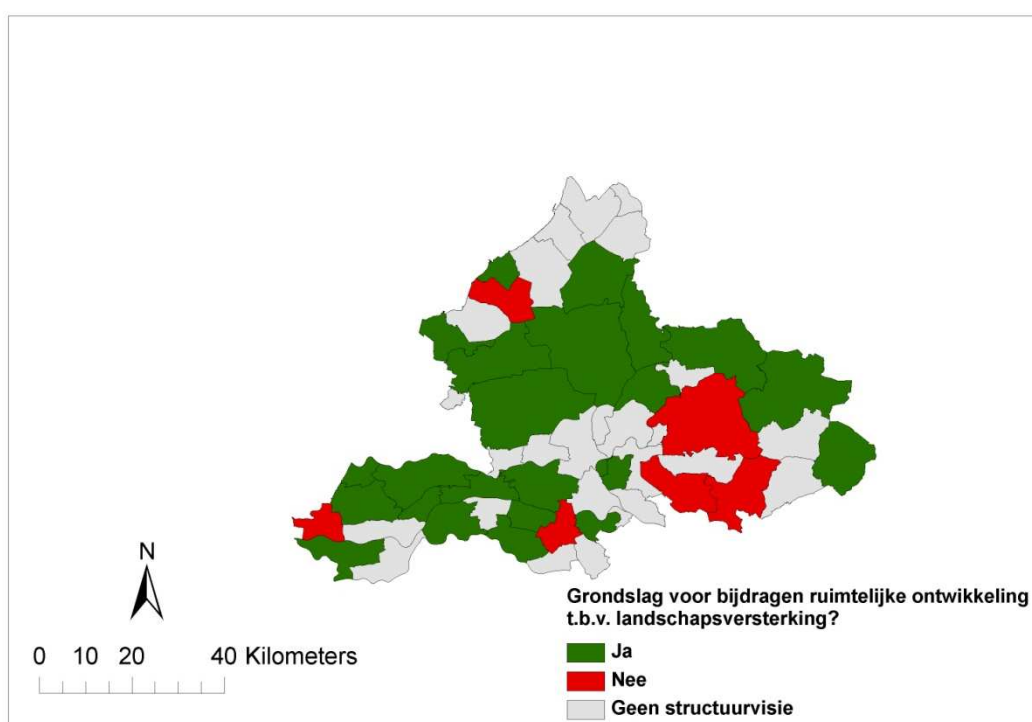 N
0 10 20 40 Kilometers
Grondslag voor bijdragen ruimtelijke ontwikkeling
t.b.v. landschapsversterking?
Ja
Nee
Geen structuurvisie